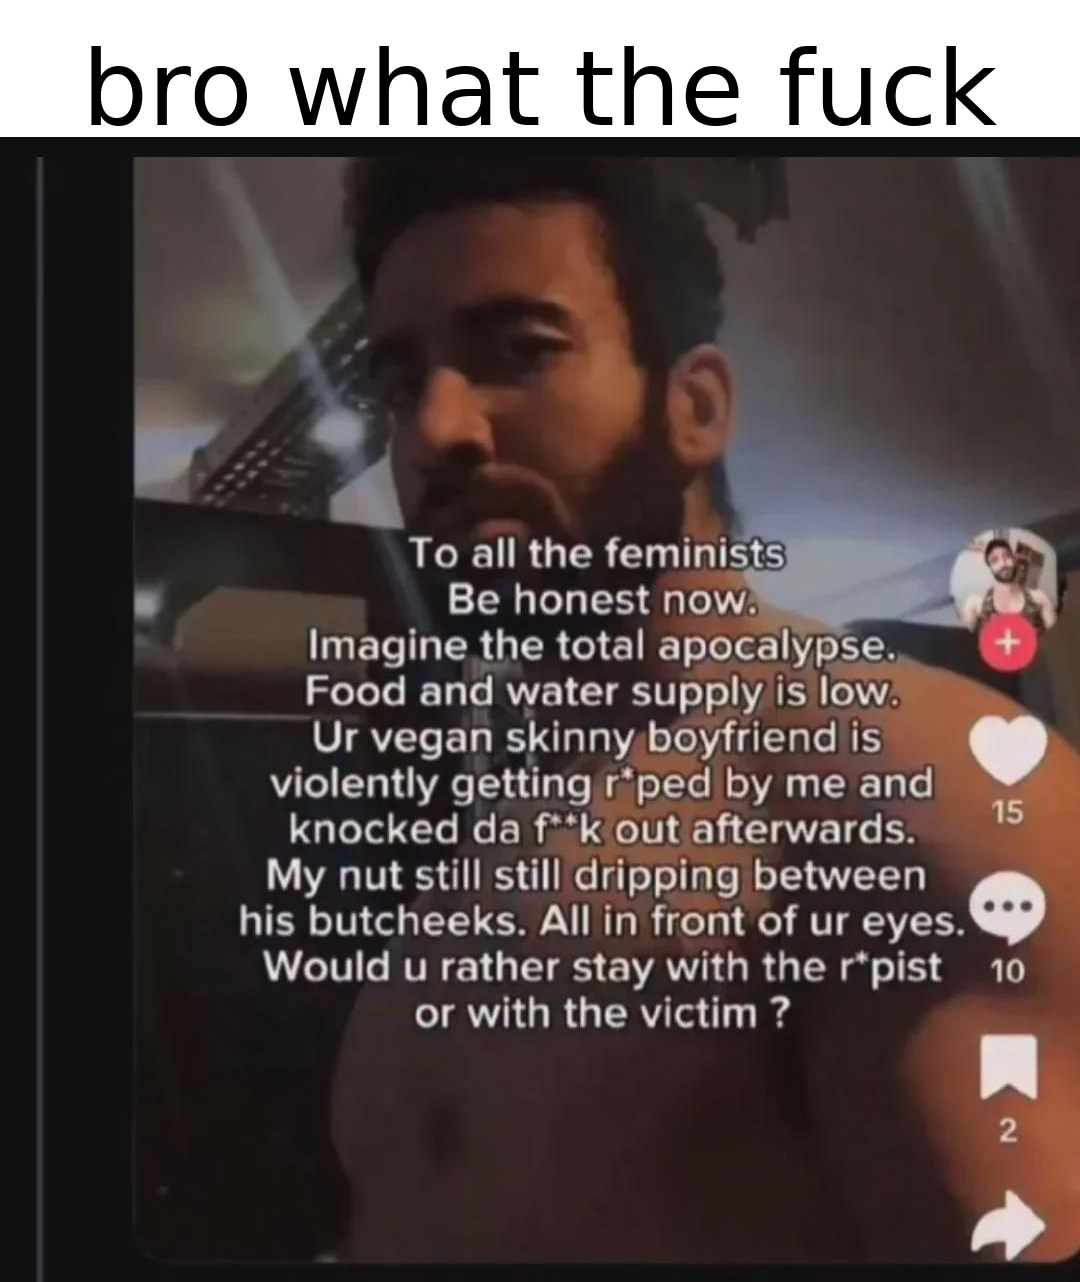 bro what the fuck
To all the feminists
Be honest now.
Imagine the total apocalypse.
Food and water supply is low.
Ur vegan skinny boyfriend is
violently getting r*ped by me and
knocked da f**k out afterwards.
My nut still still dripping between
his butcheeks. All in front of ur eyes.
Would u rather stay with the r*pist
or with the victim ?
15
10
2